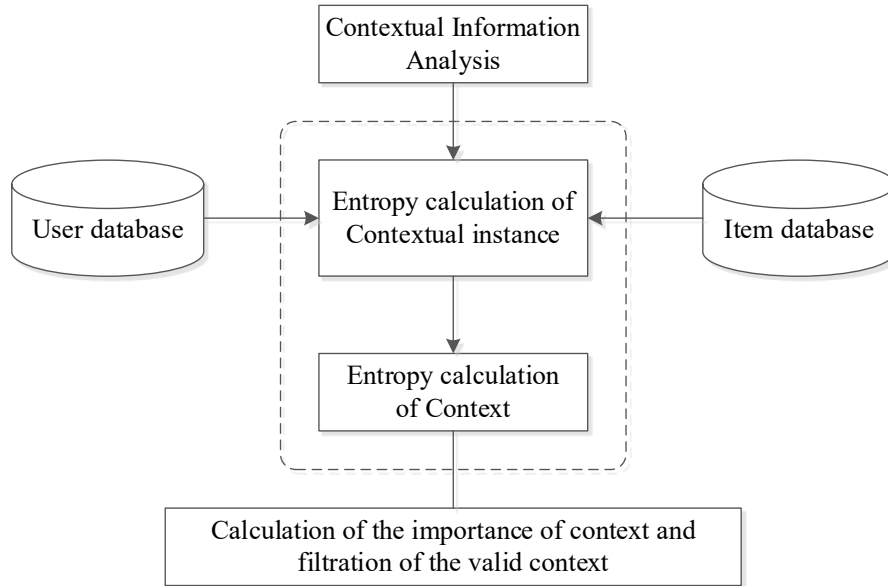 Contextual Information
Analysis
User database
Entropy calculation of
Contextual instance
Item database
Entropy calculation
of Context
Calculation of the importance of context and
filtration of the valid context